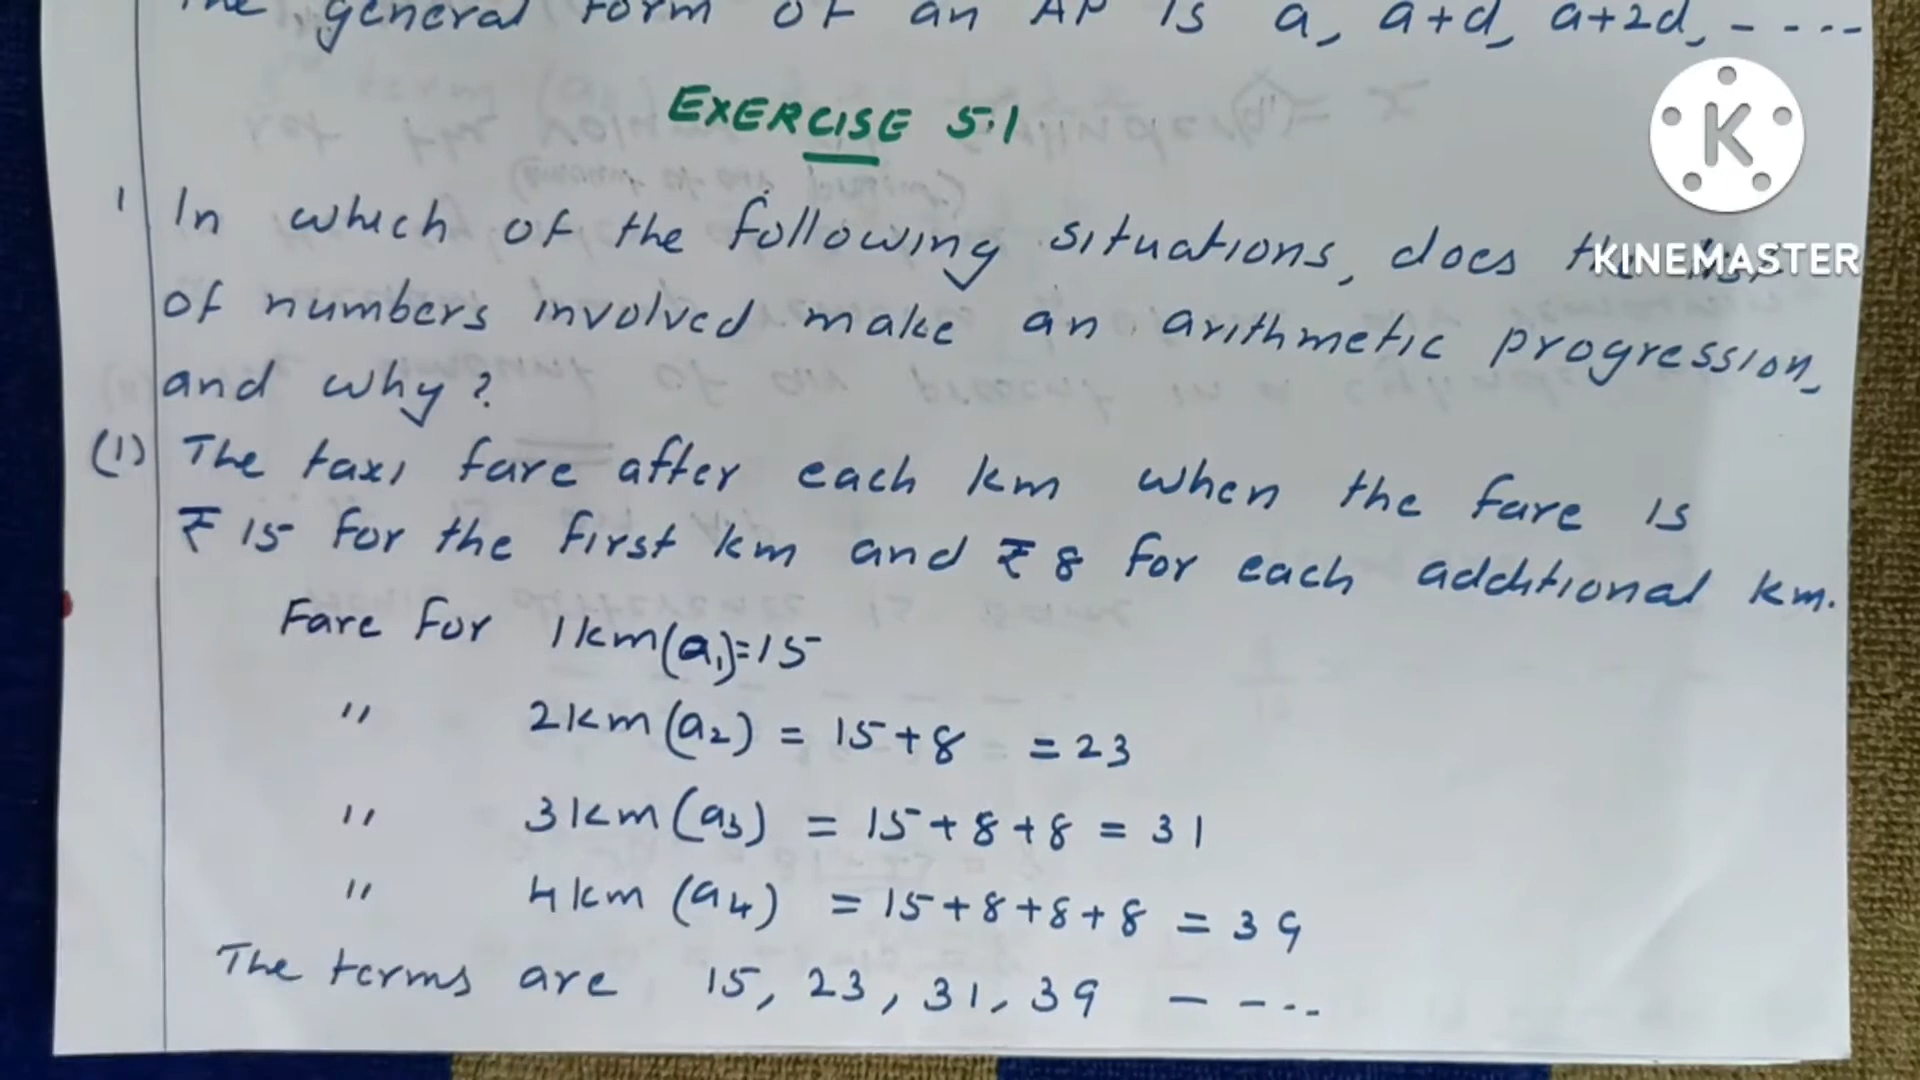 The general form of an AP is a, a+d, a+2d, - - - -
EXERCISE 5.1
K
KINEMASTER
1 In which of the following situations, does the list
of numbers involved make an arithmetic progression,
and why?
(1) The taxi fare after each km when the fare is
₹ 15 for the first km and ₹ 8 for each additional km.
Fare for 1km(a₁)=15
" 2km(a₂) = 15+8 = 23
" 3km(a₃) = 15+8+8 = 31
" 4km (a₄) = 15+8+8+8 = 39
The terms are 15, 23, 31, 39 - - - -